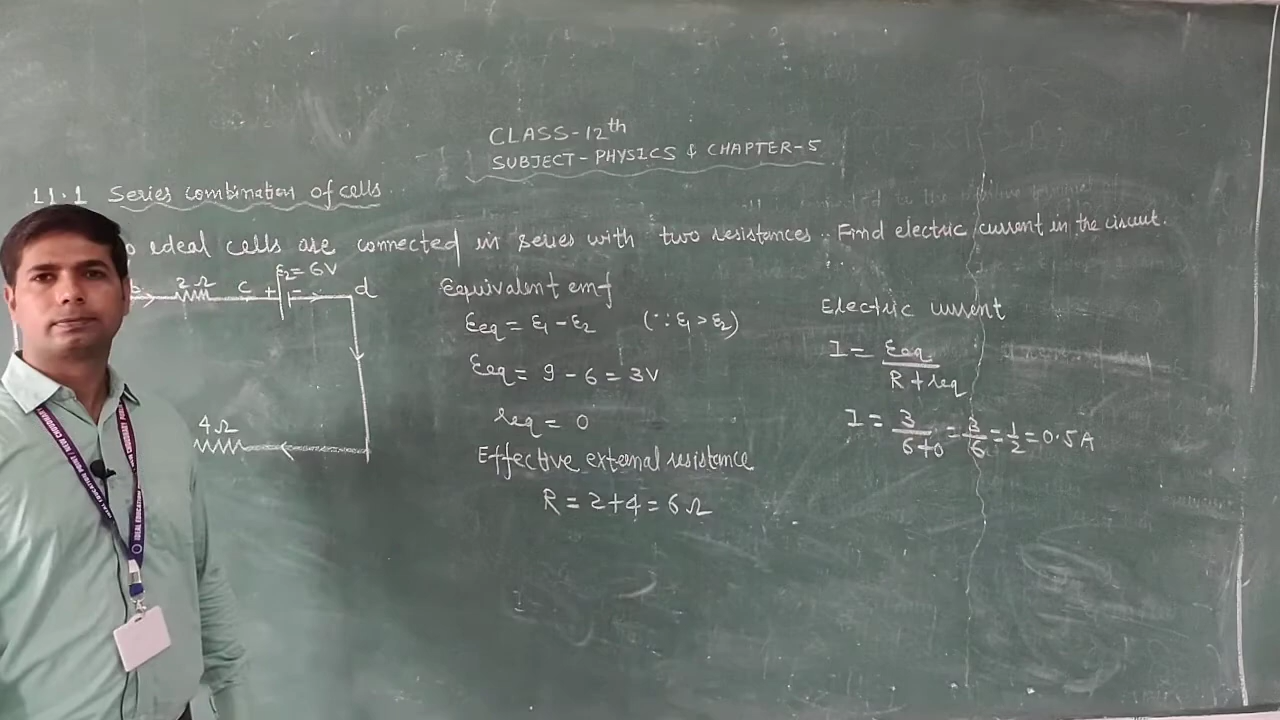 CLASS-12th
SUBJECT-PHYSICS & CHAPTER-5
11.1 Series combination of cells
ideal cells are connected in series with two resistances. Find electric current in the circuit.
2Ω c + ε2=6V - d
4Ω
Equivalent emf
εeq = ε1 - ε2 (∵ ε1 > ε2)
εeq = 9 - 6 = 3V
req = 0
Effective external resistance
R = 2+4 = 6Ω
Electric current
I = εeq / R + req
I = 3 / 6+0 = 3/6 = 1/2 = 0.5A